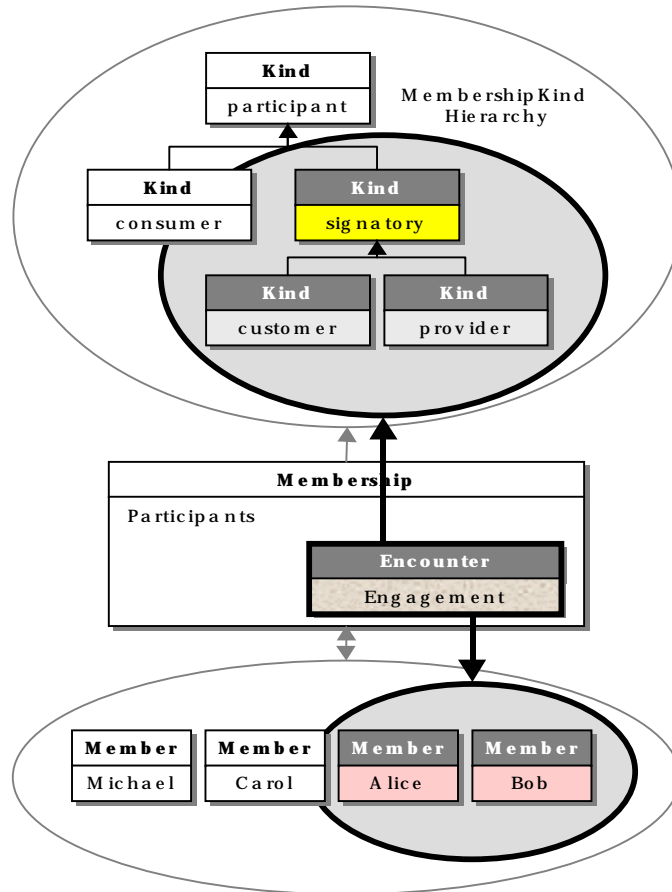 Kind
participant
MembershipKind
Hierarchy
Kind
consumer
Kind
signatory
Kind
customer
Kind
provider
Membership
Participants
Encounter
Engagement
Member
Michael
Member
Carol
Member
Alice
Member
Bob